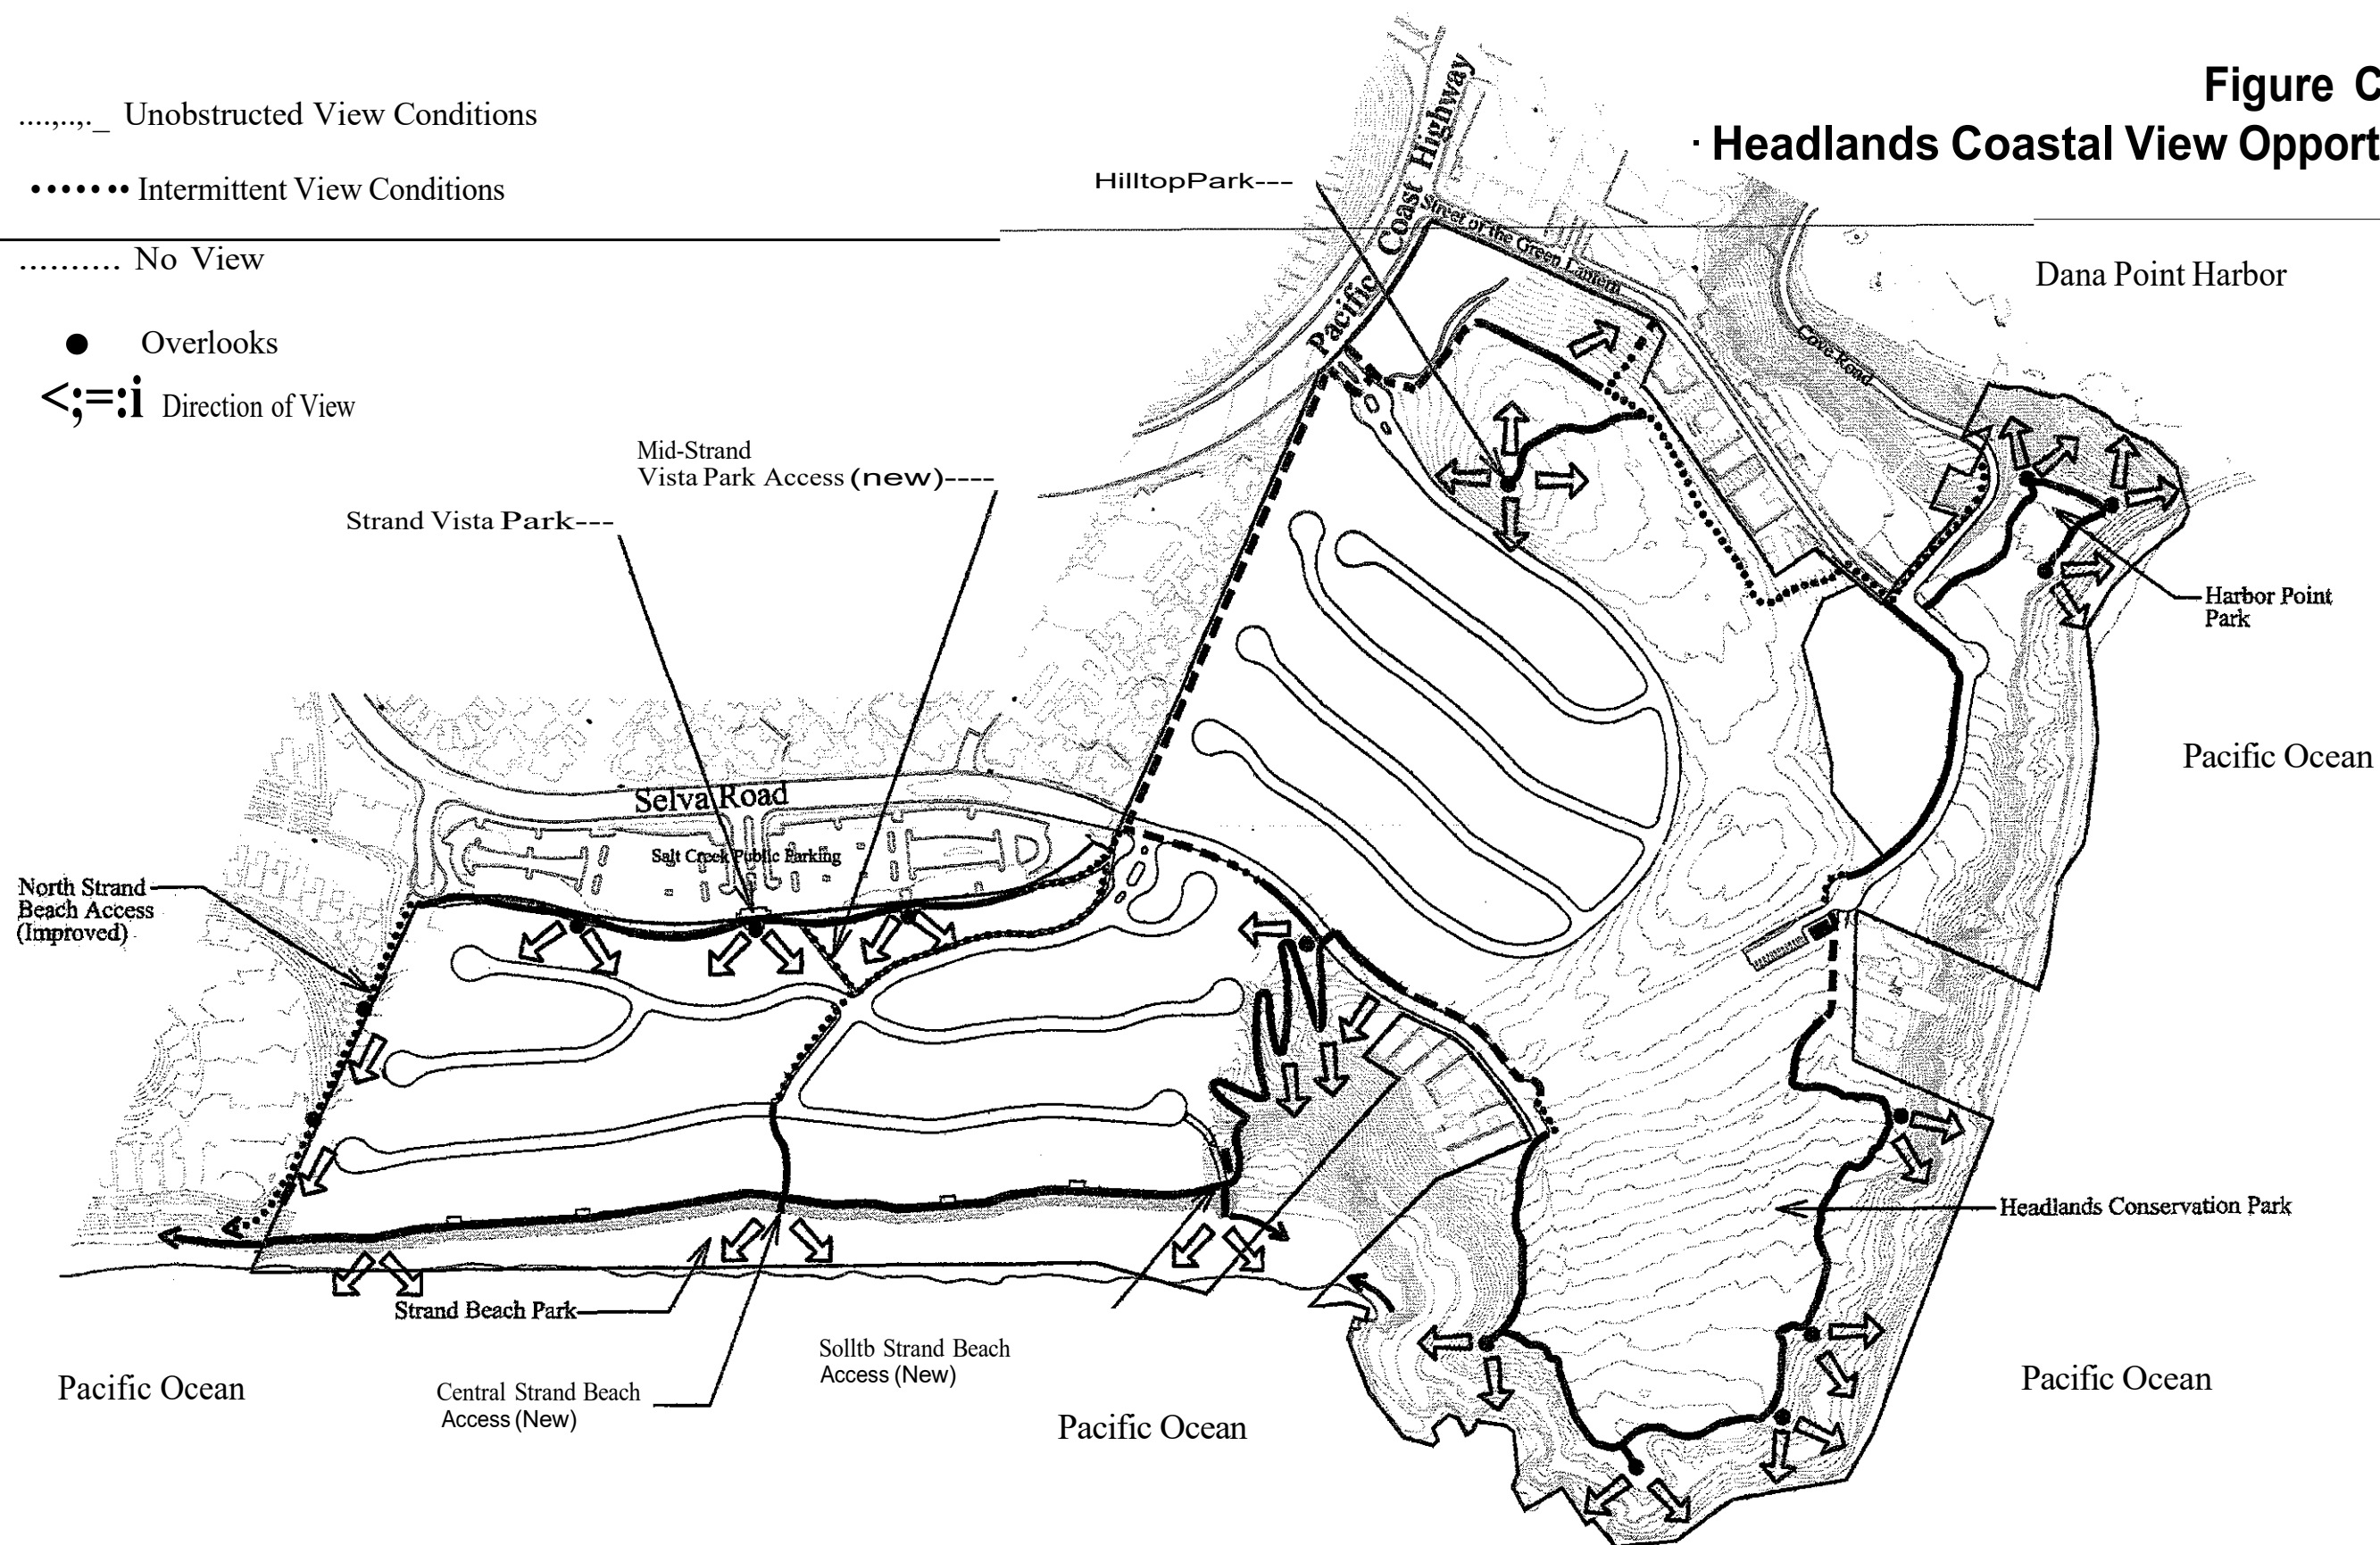 Figure C
· Headlands Coastal View Opport
....,..,._ Unobstructed View Conditions
••••••• Intermittent View Conditions
.......... No View
● Overlooks
<;=:i Direction of View
HilltopPark---
Pacific Coast Highway
Street of the Green Lantern
Cove Road
Dana Point Harbor
Mid-Strand
Vista Park Access (new)----
Strand Vista Park---
Harbor Point
Park
Pacific Ocean
Selva Road
Salt Creek Public Parking
North Strand
Beach Access
(Improved)
Headlands Conservation Park
Strand Beach Park
Solltb Strand Beach
Access (New)
Central Strand Beach
Access (New)
Pacific Ocean
Pacific Ocean
Pacific Ocean